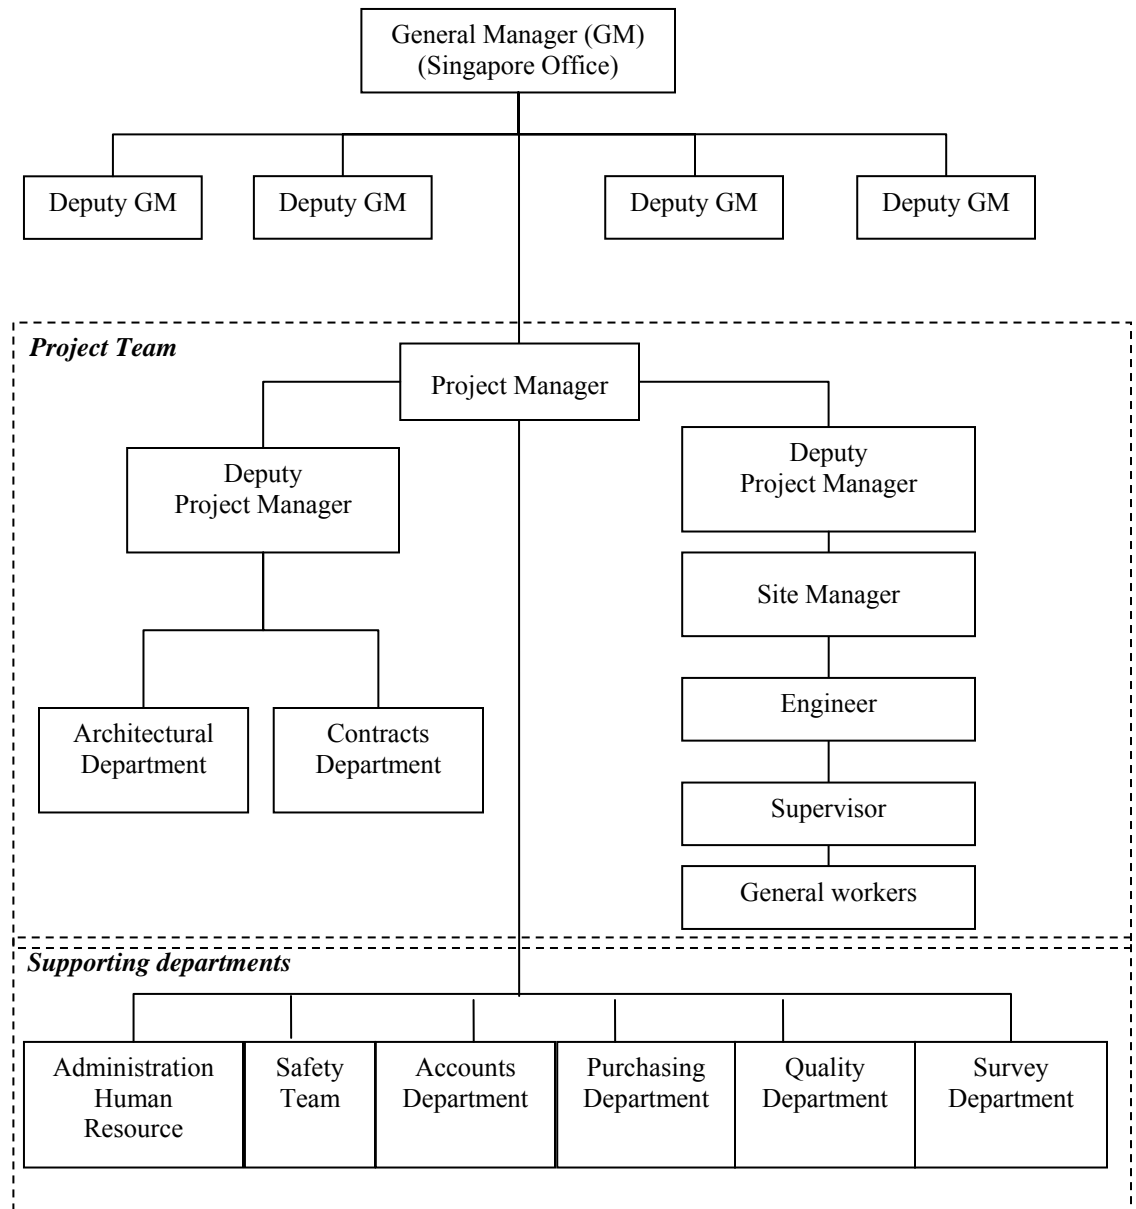 General Manager (GM)
(Singapore Office)
Deputy GM
Deputy GM
Deputy GM
Deputy GM
Project Team
Project Manager
Deputy
Project Manager
Deputy
Project Manager
Site Manager
Engineer
Architectural
Department
Contracts
Department
Supervisor
General workers
Supporting departments
Administration
Human
Resource
Safety
Team
Accounts
Department
Purchasing
Department
Quality
Department
Survey
Department